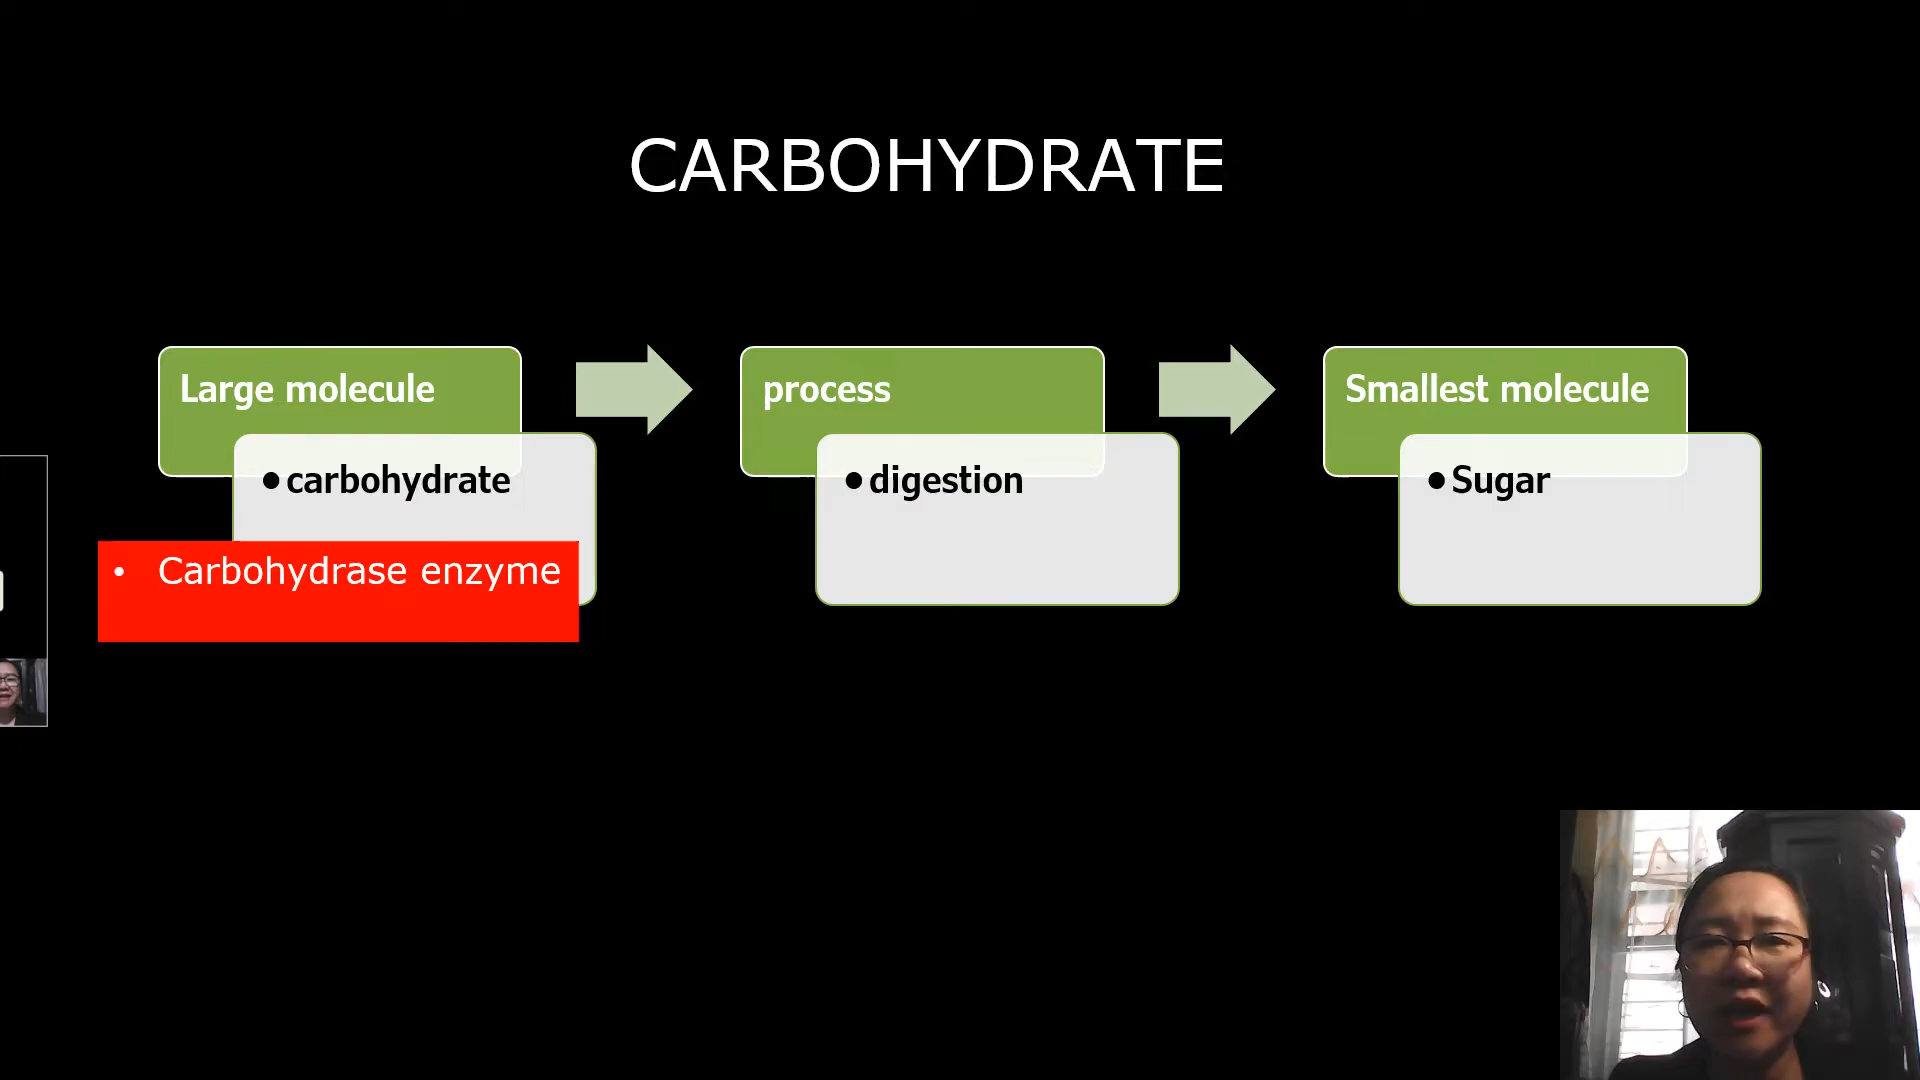 CARBOHYDRATE
Large molecule
• carbohydrate
• Carbohydrase enzyme
process
• digestion
Smallest molecule
• Sugar